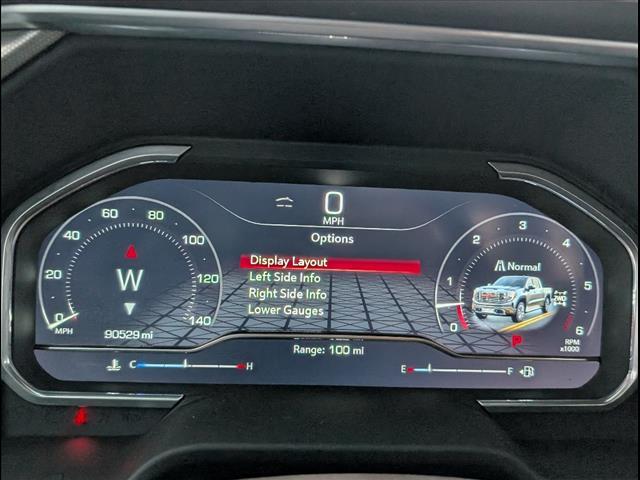 0
MPH
Options
Display Layout
Left Side Info
Right Side Info
Lower Gauges
0
20
40
60
80
100
120
140
MPH
W
90529 mi
0
1
2
3
4
5
6
Normal
2WD
P
RPM
x1000
Range: 100 mi
C
H
E
F